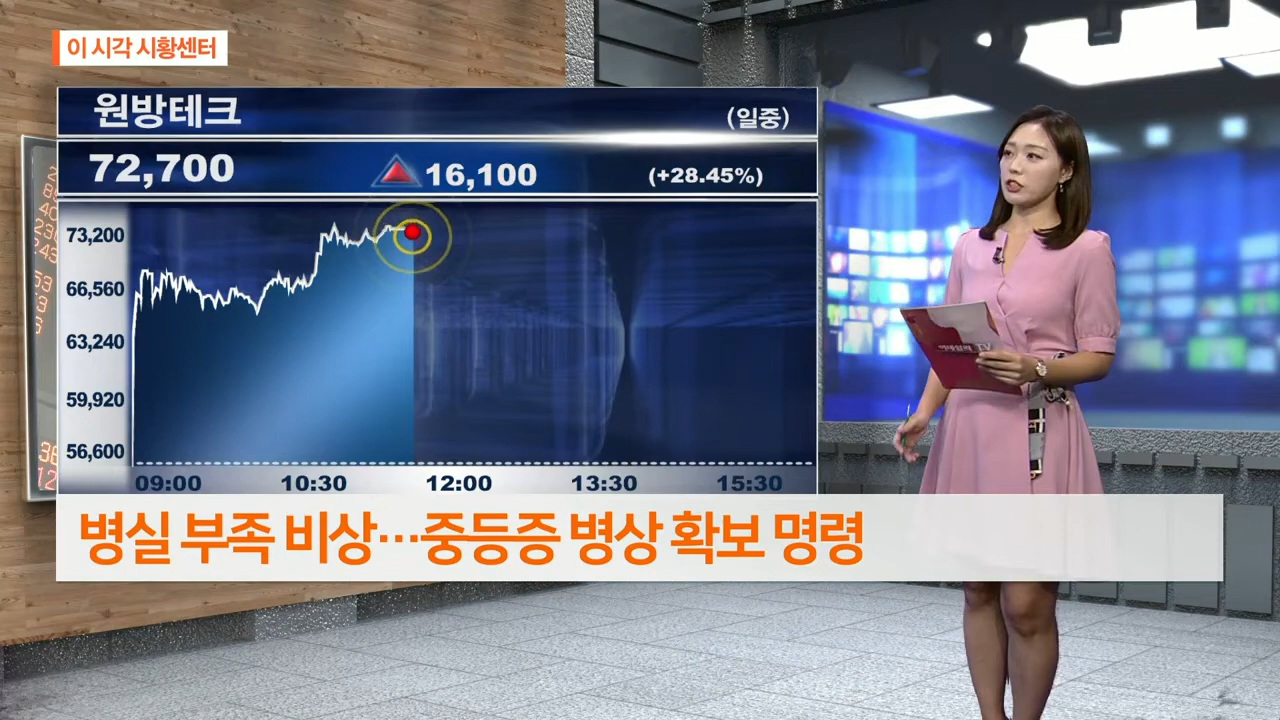 이 시각 시황센터
원방테크
(일중)
72,700 ▲ 16,100 (+28.45%)
73,200
66,560
63,240
59,920
56,600
09:00 10:30 12:00 13:30 15:30
병실 부족 비상…중등증 병상 확보 명령